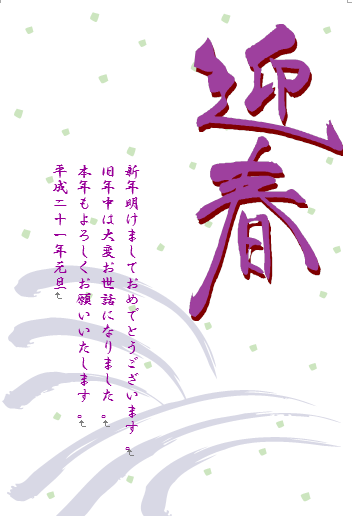 迎春
新年明けましておめでとうございます
旧年中は大変お世話になりました
本年もよろしくお願いいたします
平成二十一年元旦